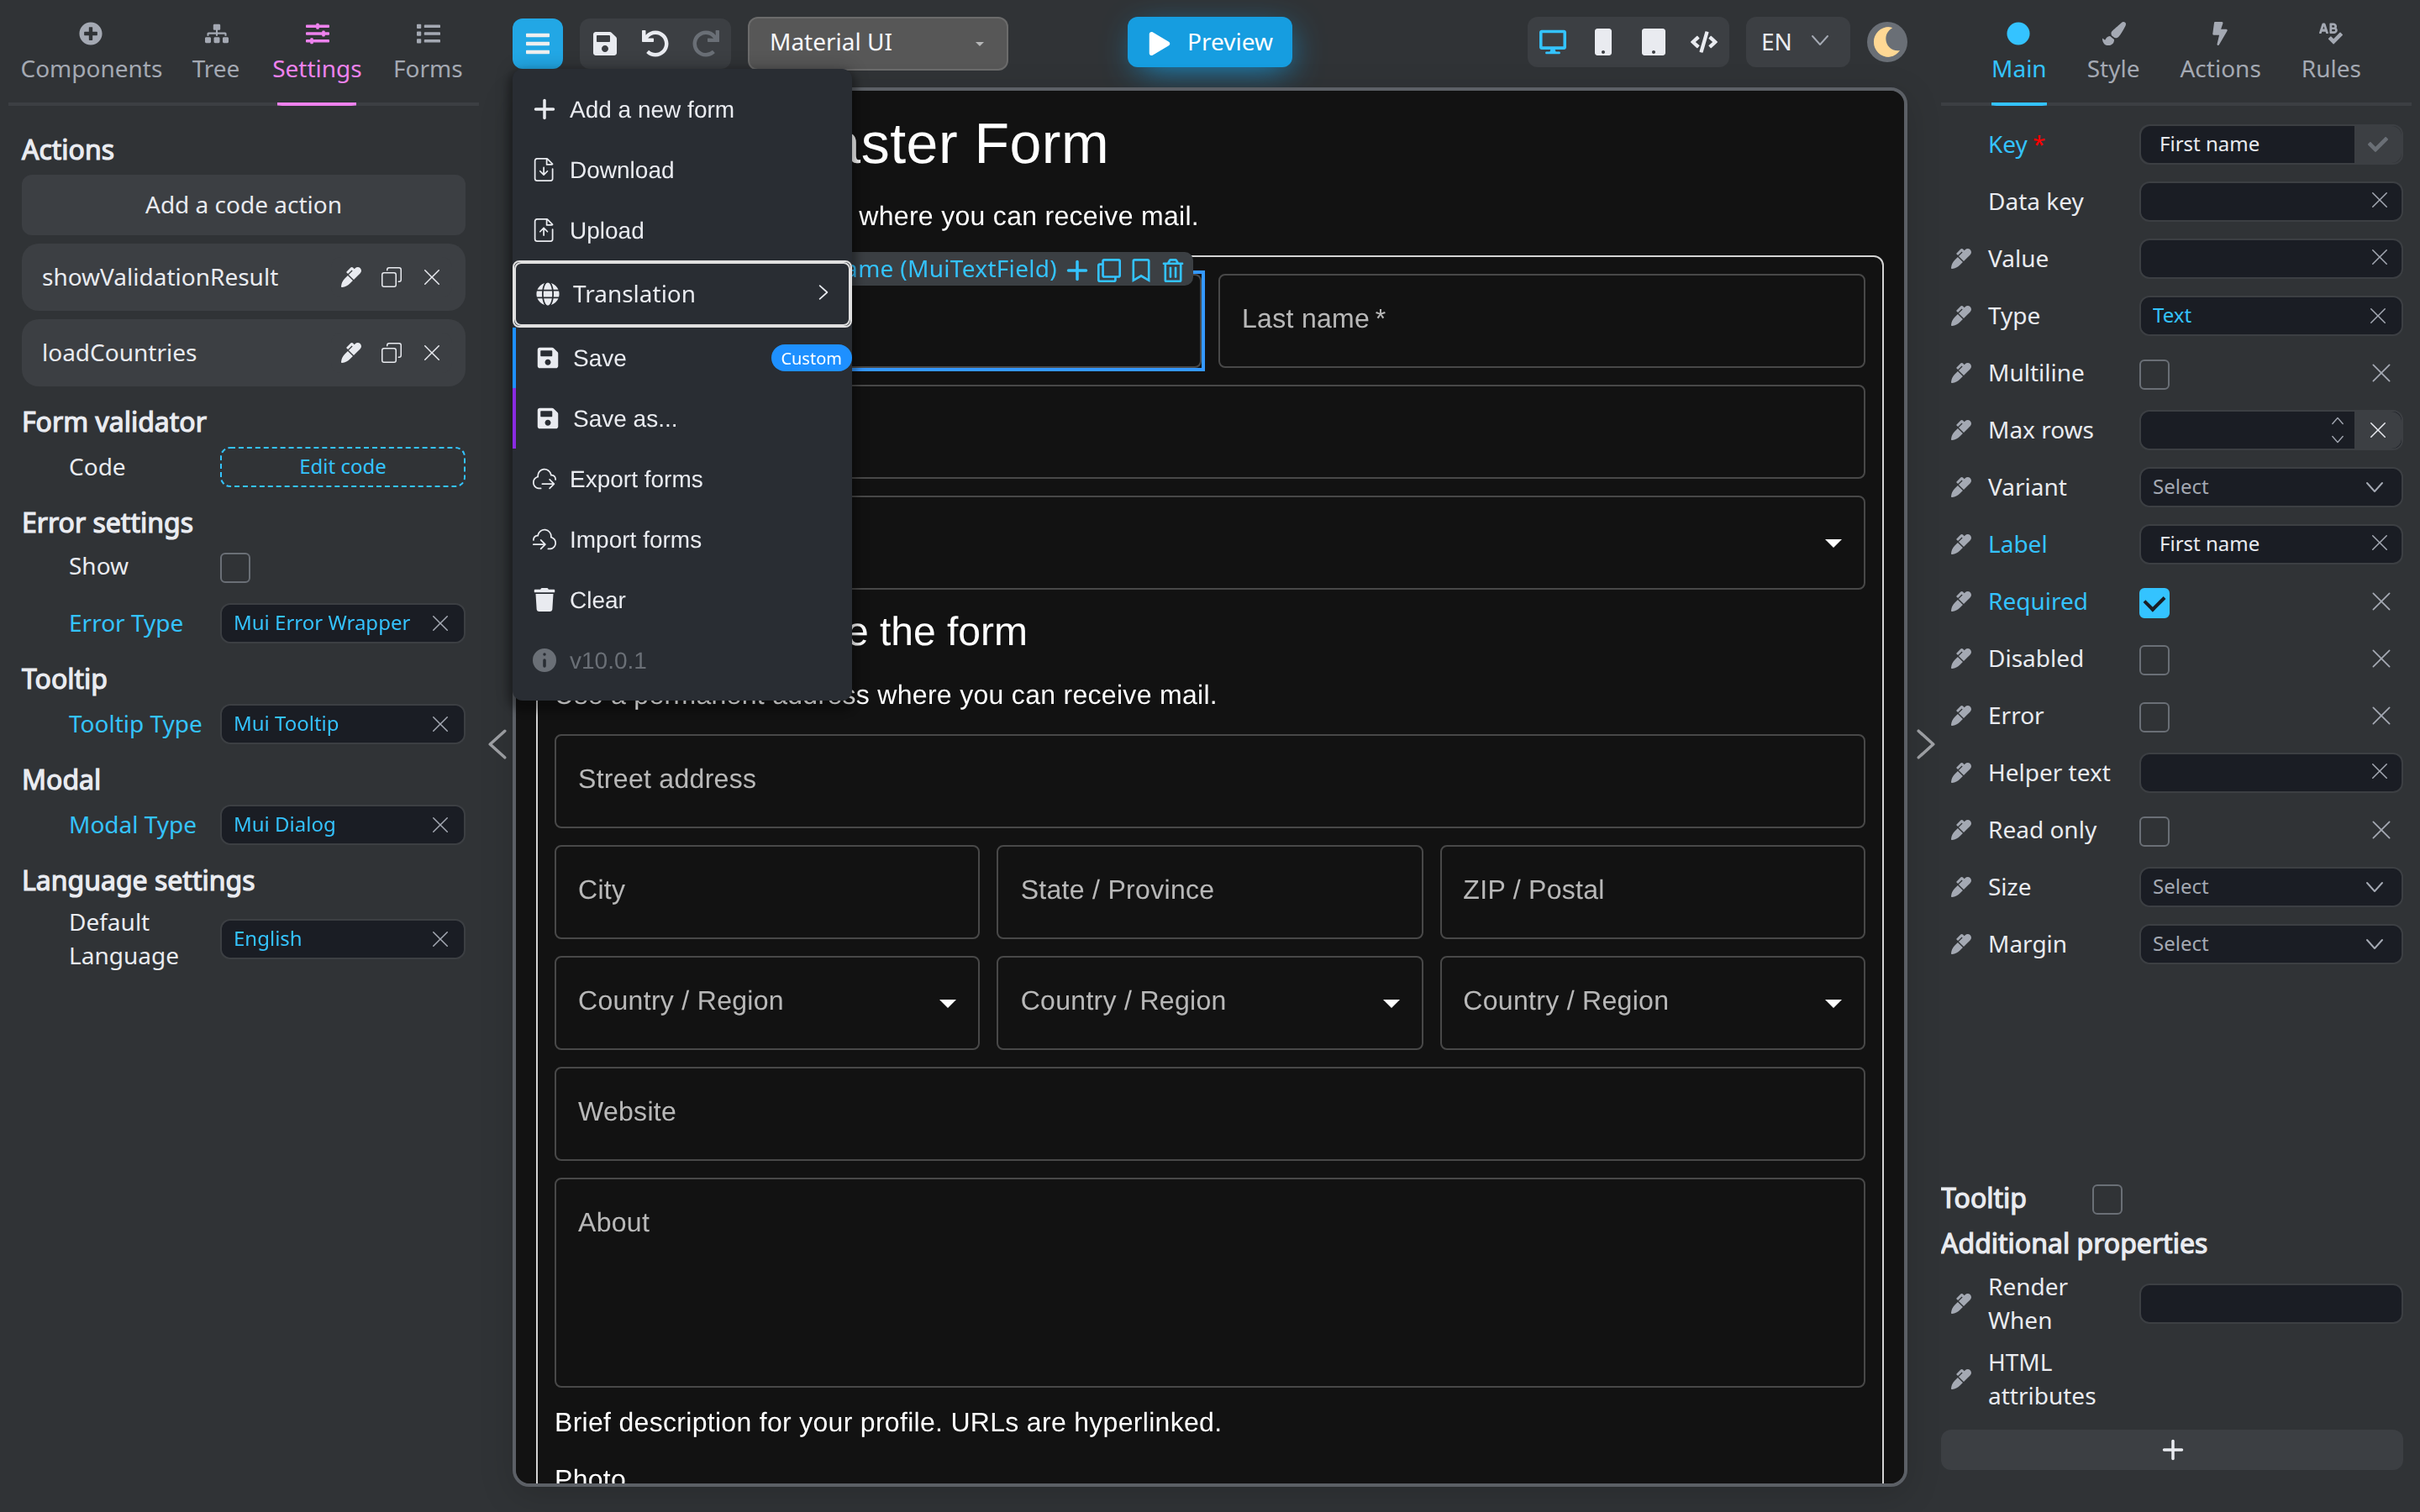 Components
Tree
Settings
Forms
Material UI
Preview
EN
Main
Style
Actions
Rules
Actions
Add a code action
showValidationResult
loadCountries
Form validator
Code
Edit code
Error settings
Show
Error Type
Mui Error Wrapper
Tooltip
Tooltip Type
Mui Tooltip
Modal
Modal Type
Mui Dialog
Language settings
Default
Language
English
Add a new form
Download
Upload
Translation
Save
Custom
Save as...
Export forms
Import forms
Clear
v10.0.1
Form
where you can receive mail.
(MuiTextField)
Last name *
the form
Use a permanent address where you can receive mail.
Street address
City
State / Province
ZIP / Postal
Country / Region
Country / Region
Country / Region
Website
About
Brief description for your profile. URLs are hyperlinked.
Photo
Key *
First name
Data key
Value
Type
Text
Multiline
Max rows
Variant
Select
Label
First name
Required
Disabled
Error
Helper text
Read only
Size
Select
Margin
Select
Tooltip
Additional properties
Render
When
HTML
attributes